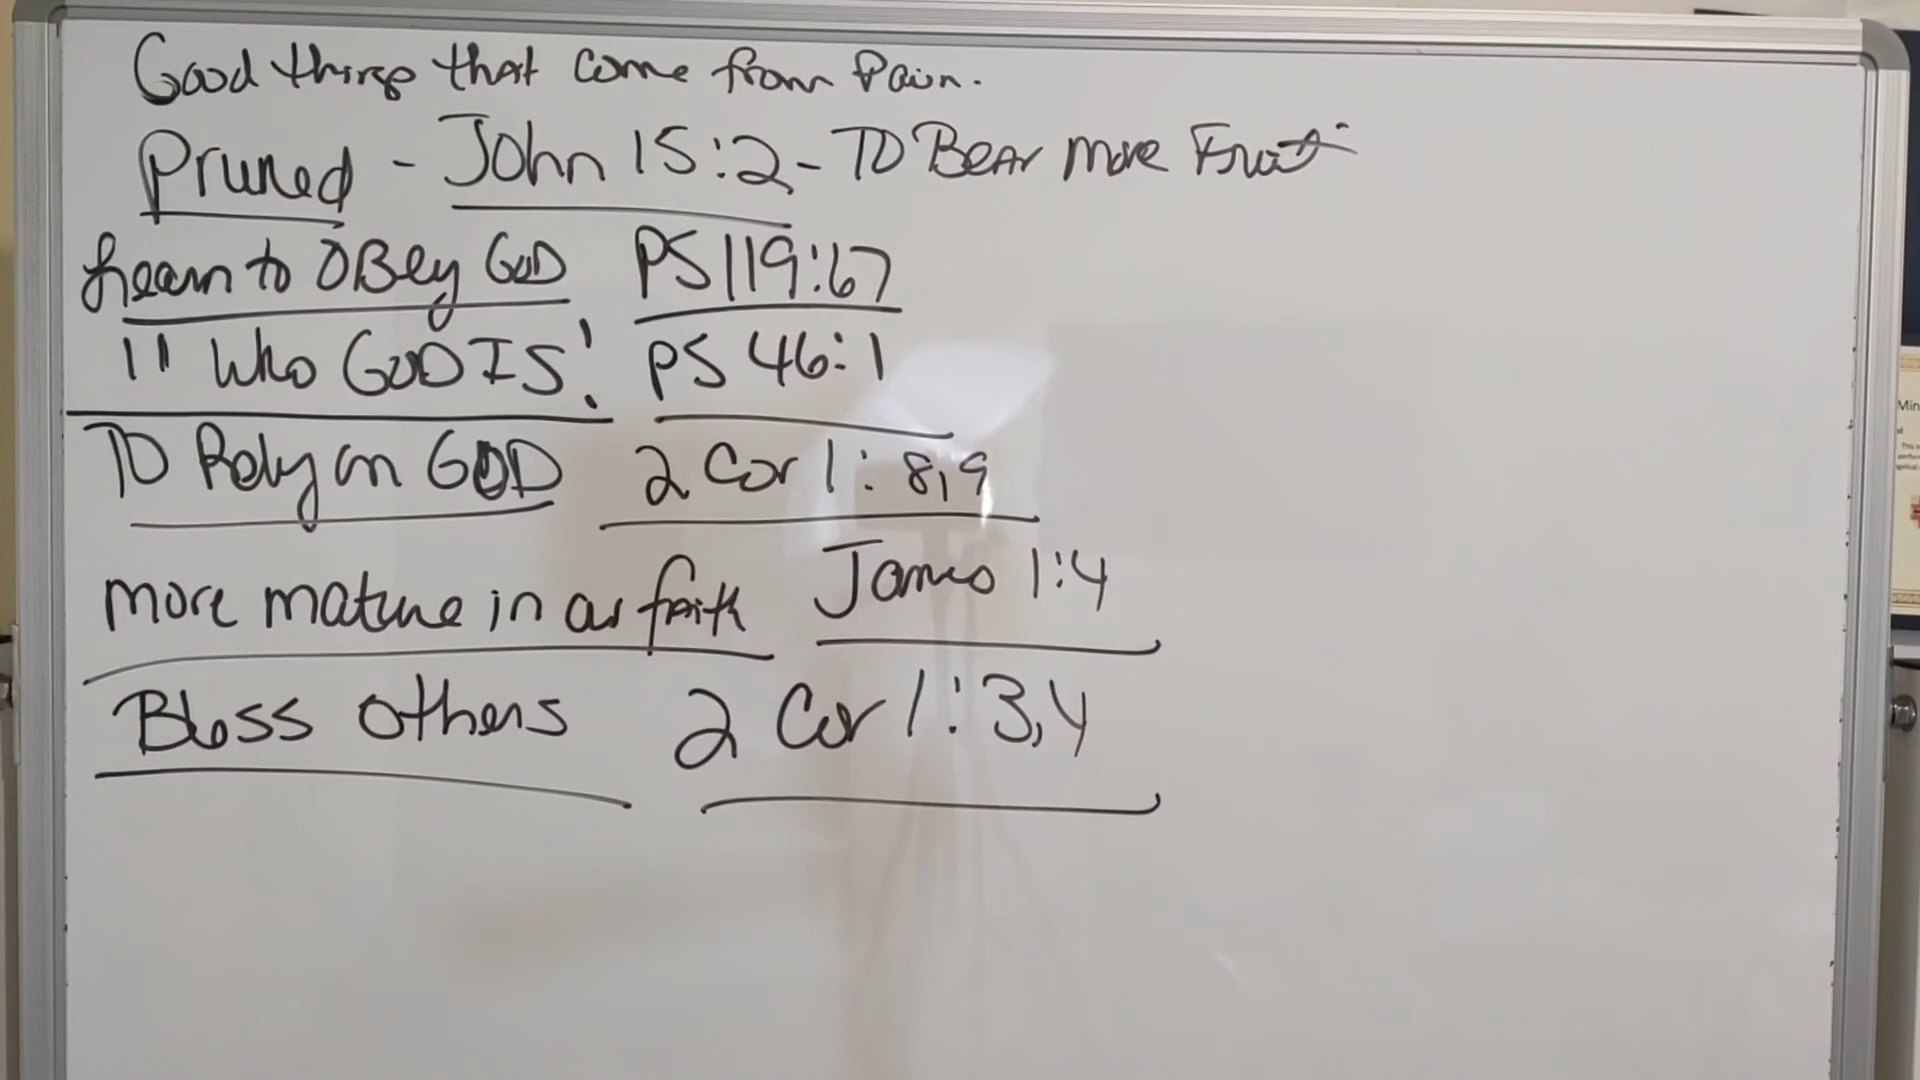 Good things that come from Pain.
Pruned - John 15:2 - TO Bear more Fruit
Learn to OBey GOD PS 119:67
" Who GOD IS! PS 46:1
TO Rely on GOD 2 Cor 1: 8,9
more mature in our faith James 1:4
Bless others 2 Cor 1:3,4
Min